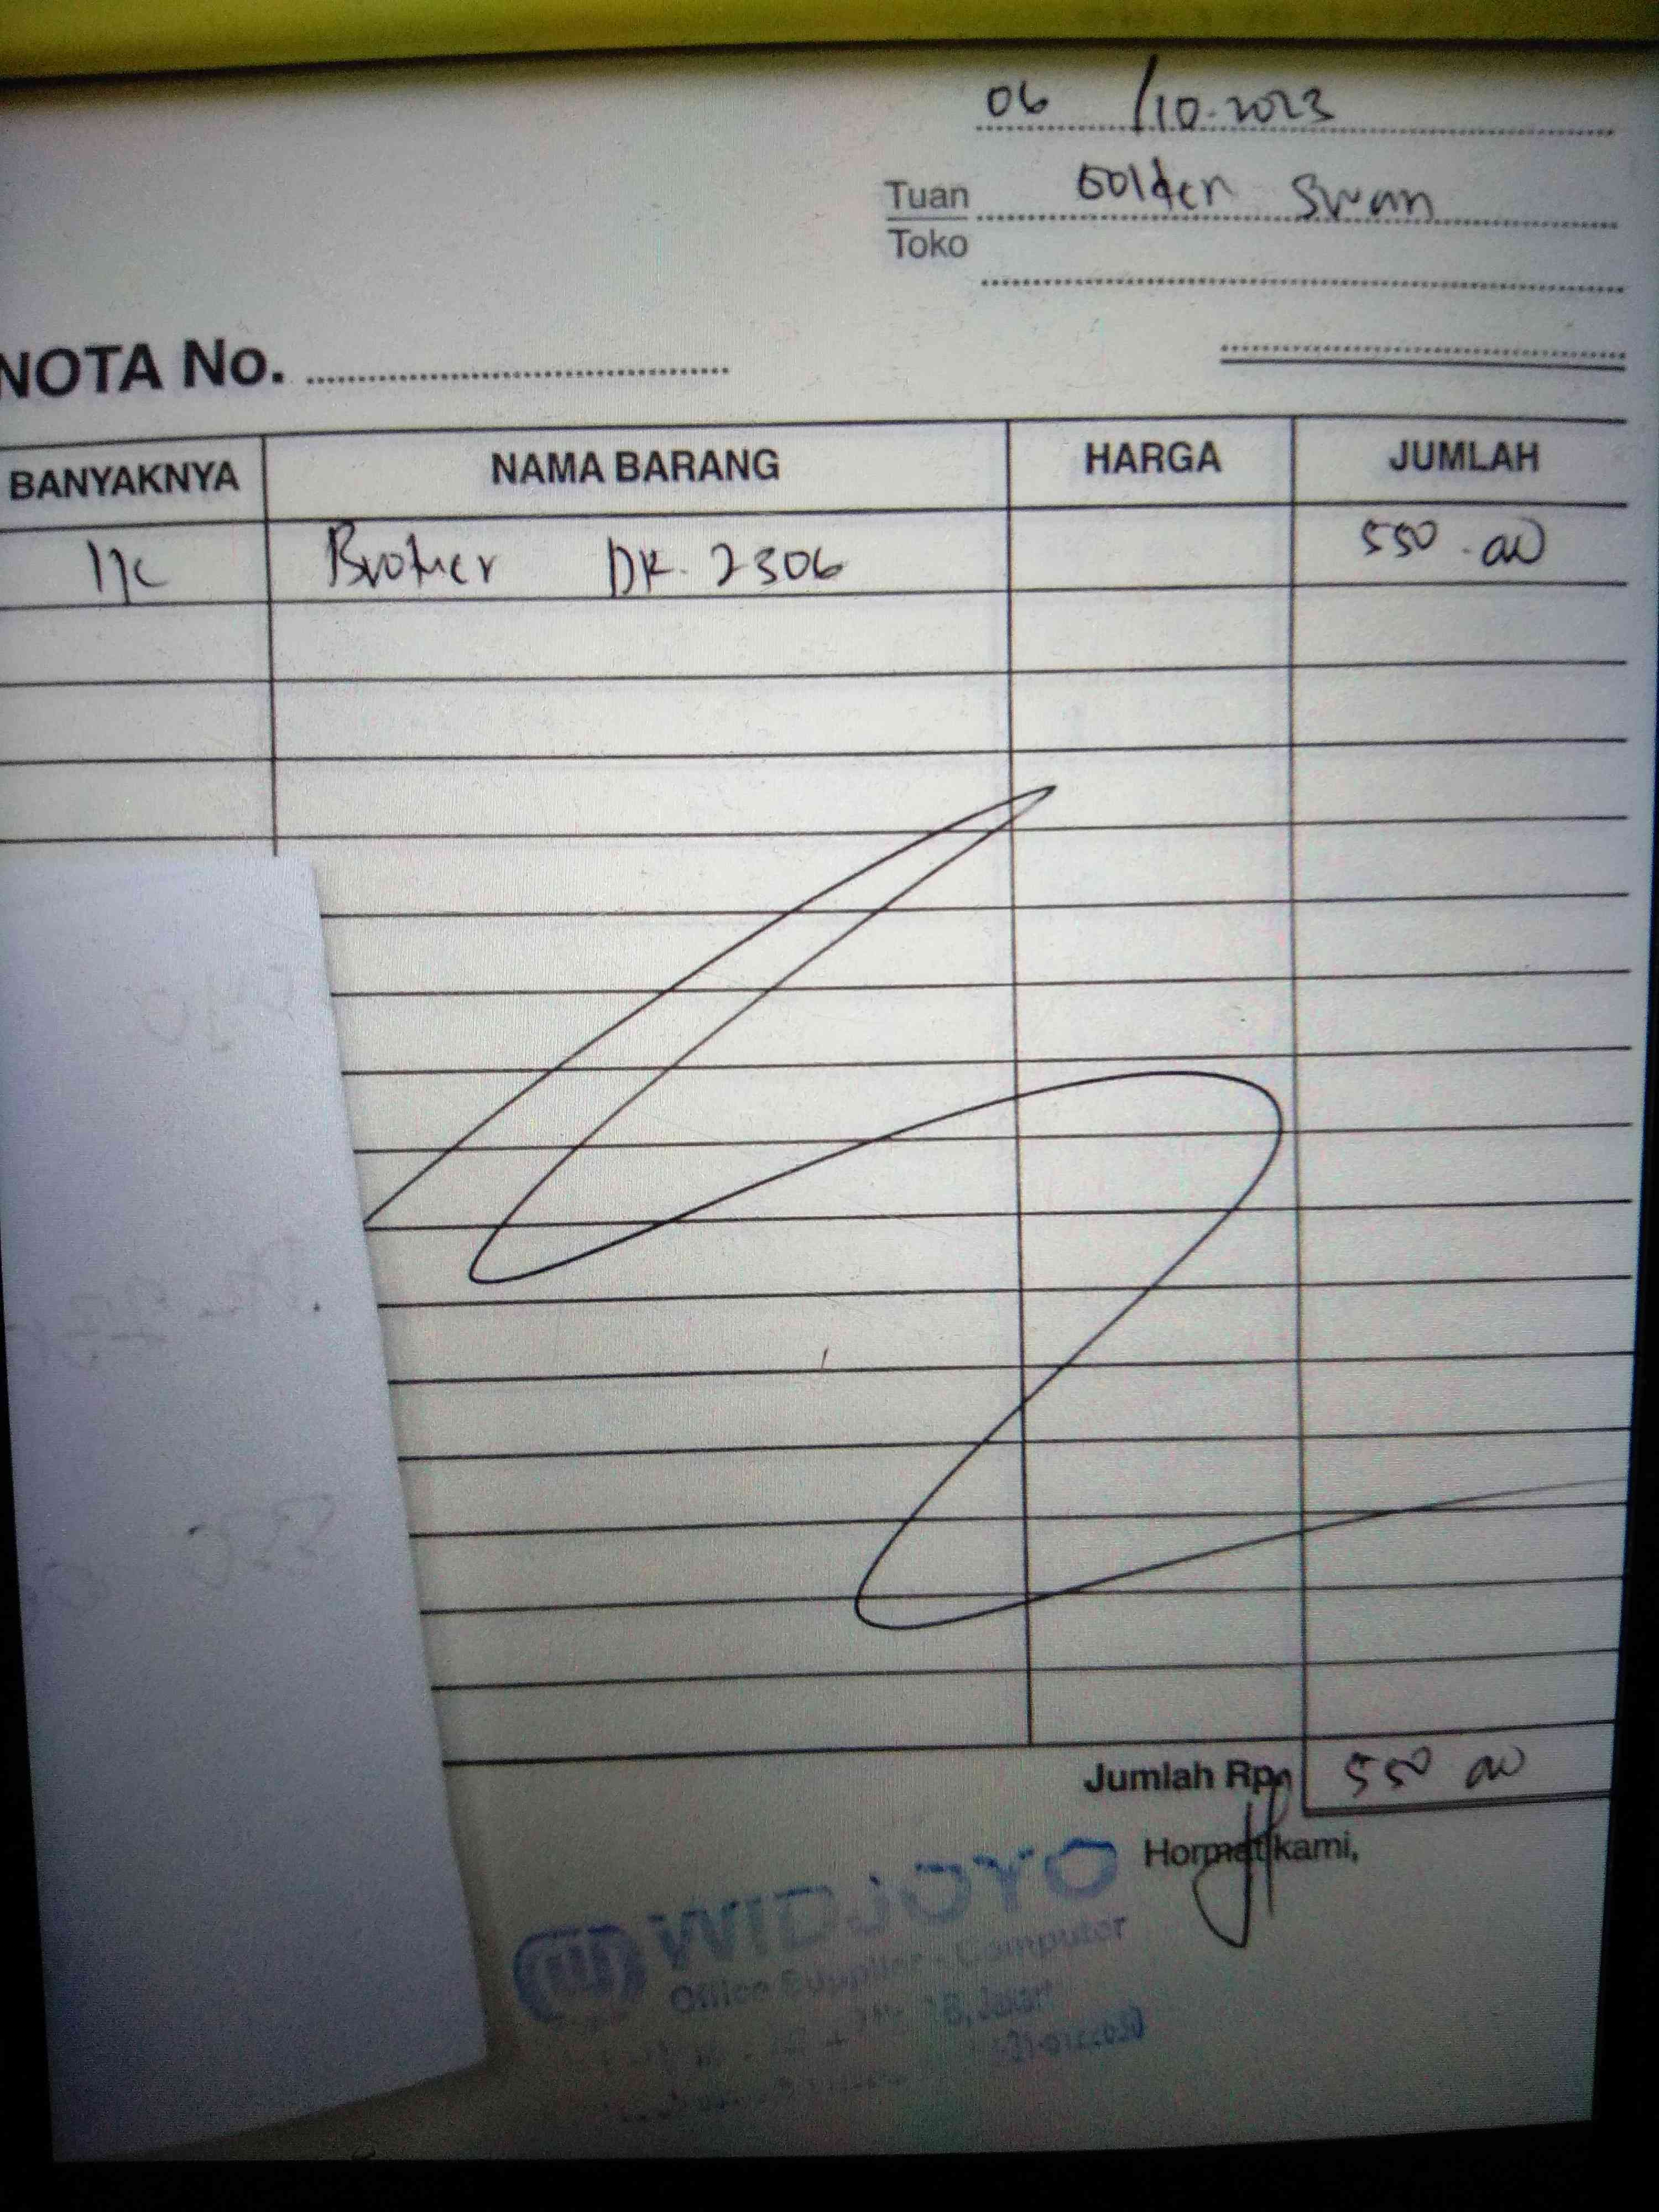 06 /10-2023
Tuan Golden Swan
Toko
NOTA No.
BANYAKNYA NAMA BARANG HARGA JUMLAH
Brother DK. 2306 550.000
Jumlah Rp. 550 000
Hormat kami,
WIDJOYO
Office Supplier - Computer